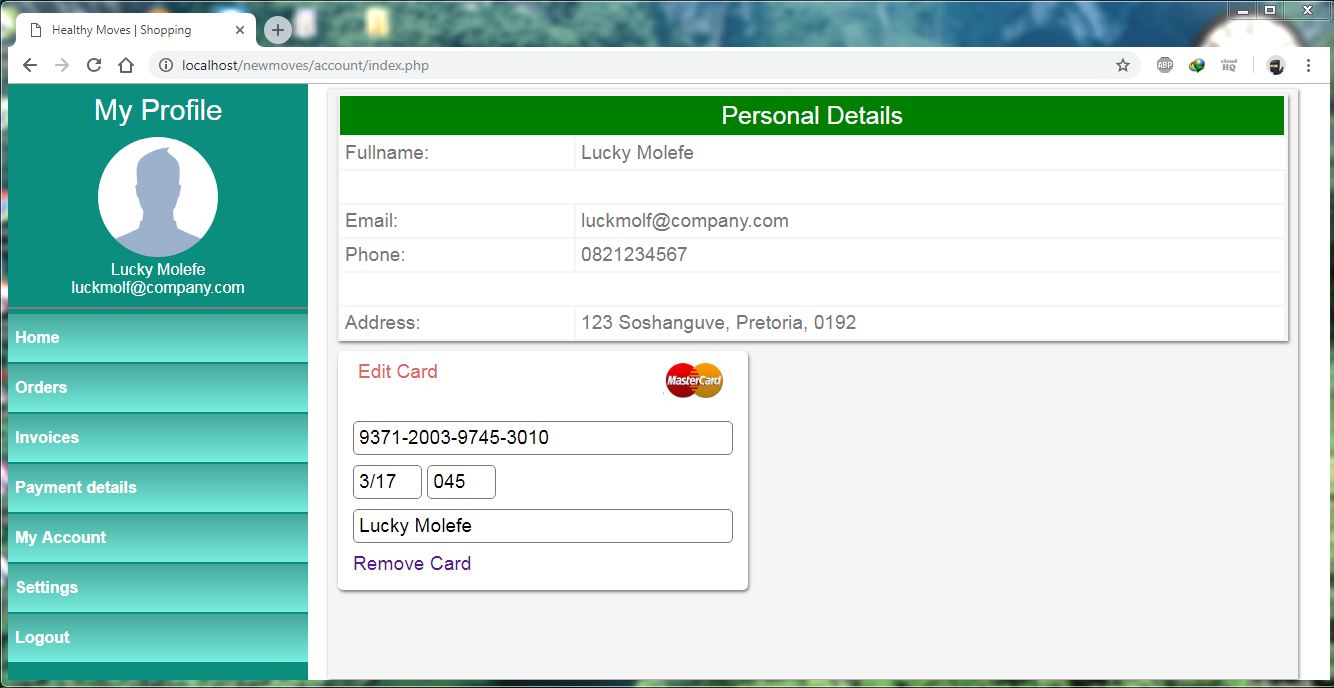 Healthy Moves | Shopping
localhost/newmoves/account/index.php
ABP
cloud
HQ
My Profile
Lucky Molefe
luckmolf@company.com
Home
Orders
Invoices
Payment details
My Account
Settings
Logout
Personal Details
Fullname: Lucky Molefe
Email: luckmolf@company.com
Phone: 0821234567
Address: 123 Soshanguve, Pretoria, 0192
Edit Card
MasterCard
9371-2003-9745-3010
3/17 045
Lucky Molefe
Remove Card